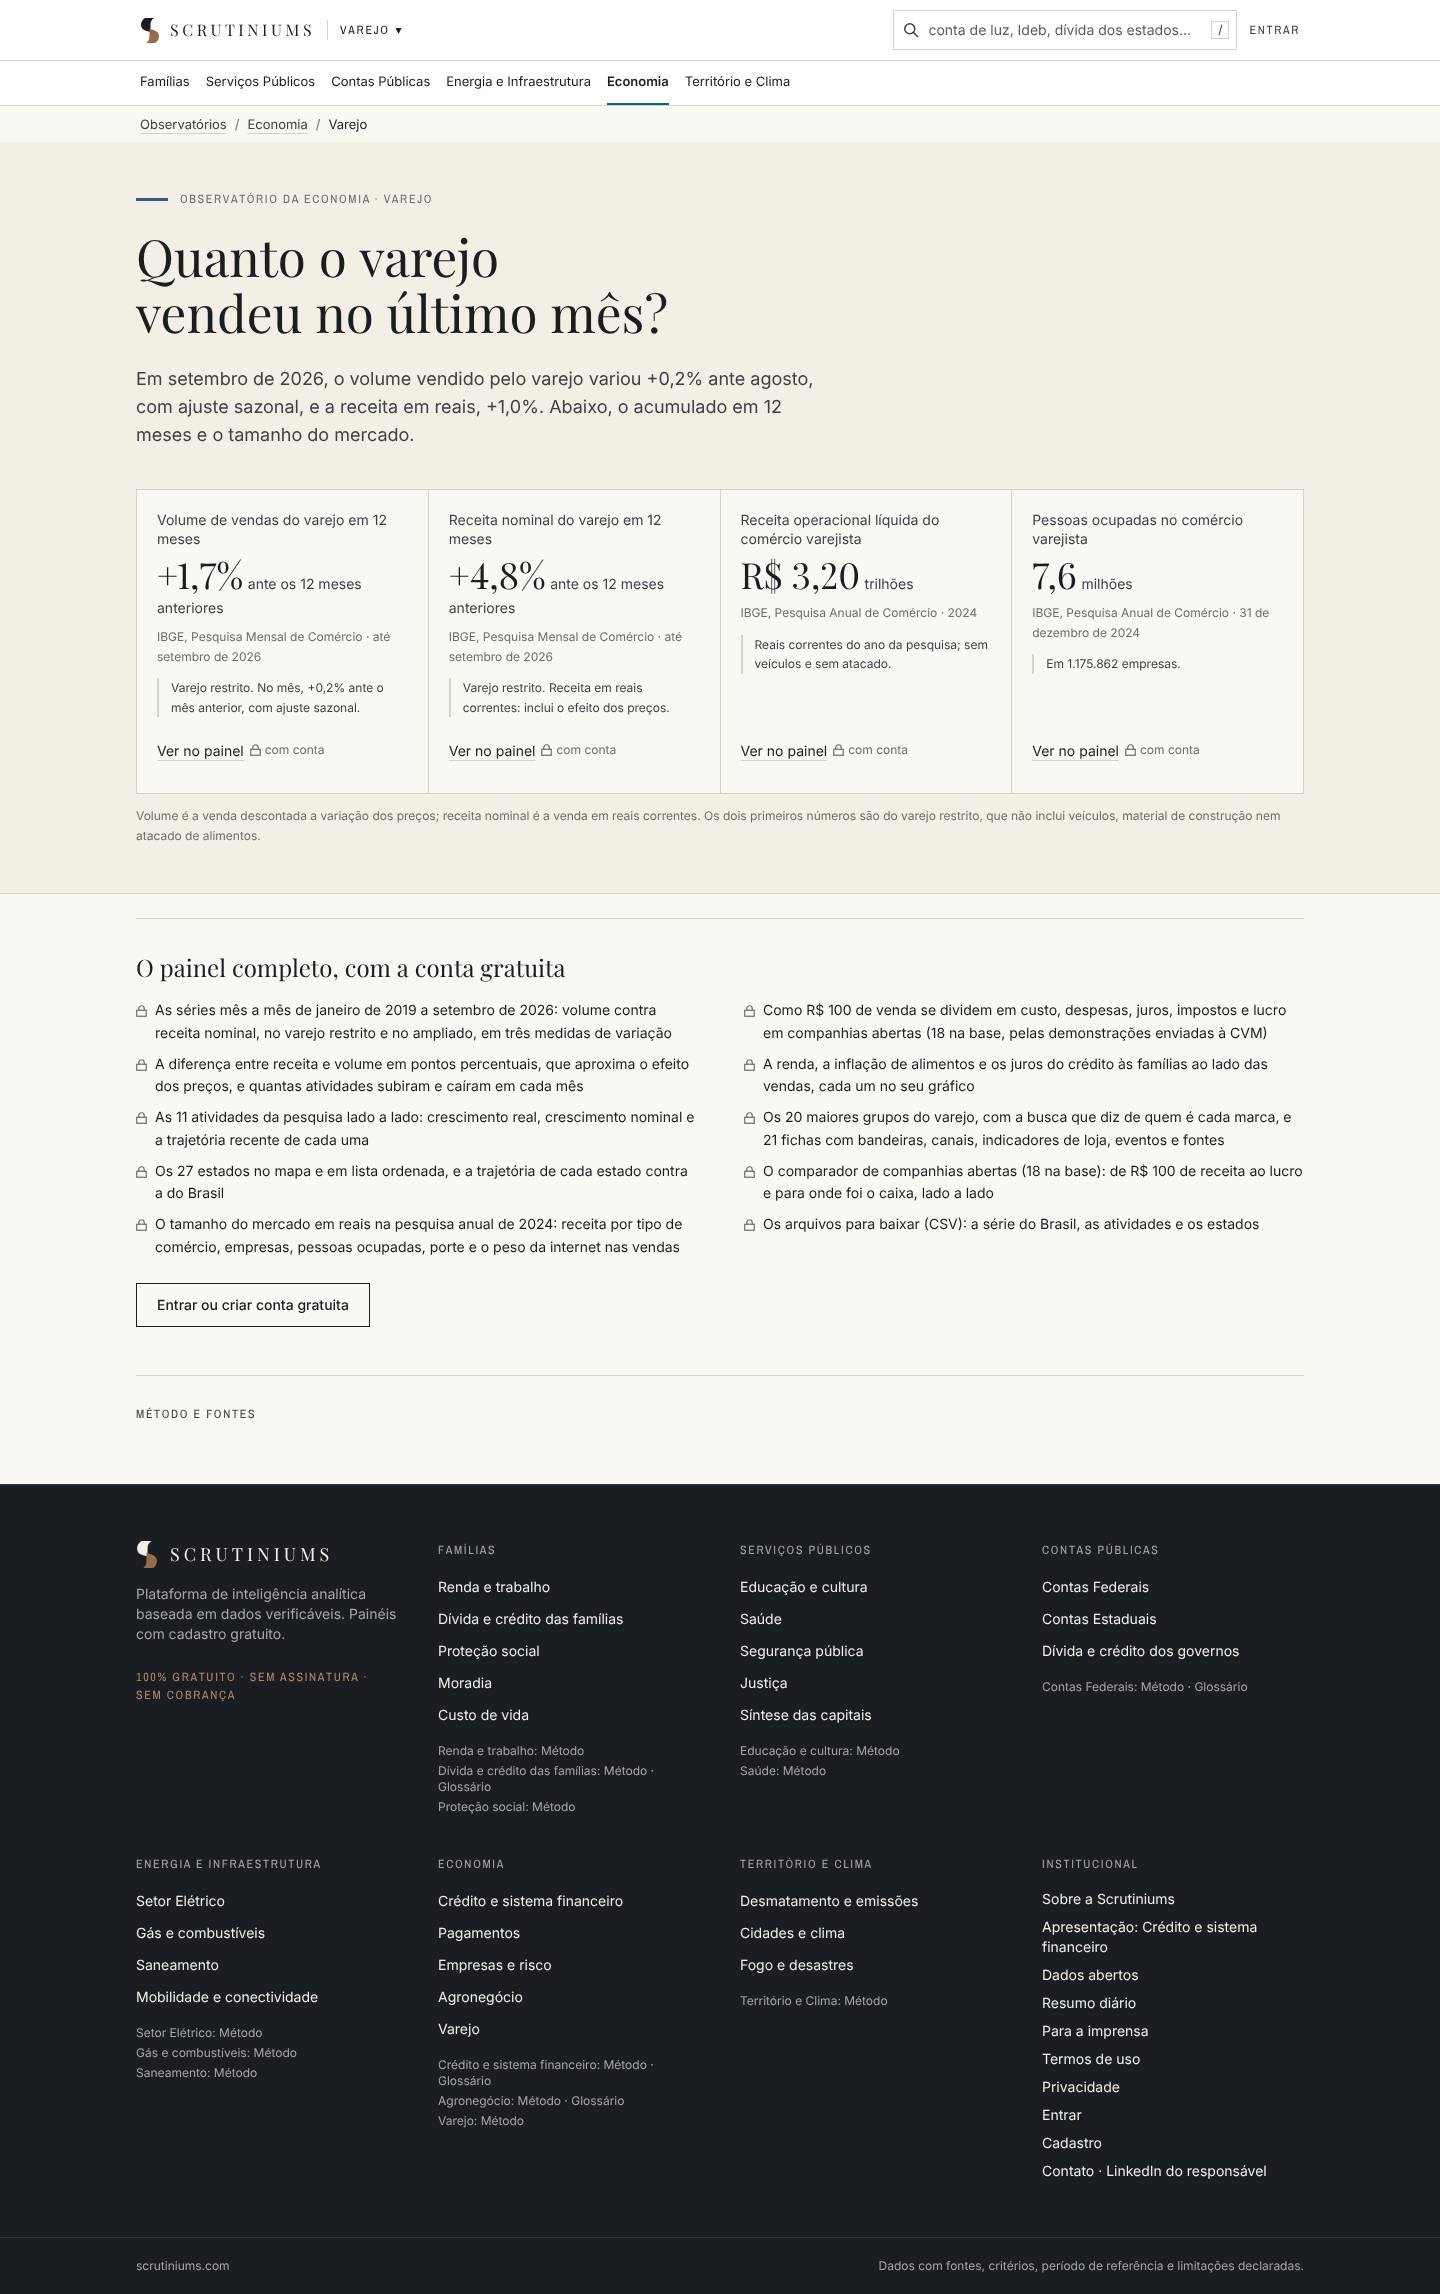 SCRUTINIUMS
VAREJO ▼
conta de luz, Ideb, dívida dos estados...
/
ENTRAR
Famílias
Serviços Públicos
Contas Públicas
Energia e Infraestrutura
Economia
Território e Clima
Observatórios / Economia / Varejo
OBSERVATÓRIO DA ECONOMIA · VAREJO
Quanto o varejo
vendeu no último mês?
Em setembro de 2026, o volume vendido pelo varejo variou +0,2% ante agosto,
com ajuste sazonal, e a receita em reais, +1,0%. Abaixo, o acumulado em 12
meses e o tamanho do mercado.
Volume de vendas do varejo em 12
meses
+1,7% ante os 12 meses
anteriores
IBGE, Pesquisa Mensal de Comércio · até
setembro de 2026
Varejo restrito. No mês, +0,2% ante o
mês anterior, com ajuste sazonal.
Ver no painel com conta
Receita nominal do varejo em 12
meses
+4,8% ante os 12 meses
anteriores
IBGE, Pesquisa Mensal de Comércio · até
setembro de 2026
Varejo restrito. Receita em reais
correntes: inclui o efeito dos preços.
Ver no painel com conta
Receita operacional líquida do
comércio varejista
R$ 3,20 trilhões
IBGE, Pesquisa Anual de Comércio · 2024
Reais correntes do ano da pesquisa; sem
veículos e sem atacado.
Ver no painel com conta
Pessoas ocupadas no comércio
varejista
7,6 milhões
IBGE, Pesquisa Anual de Comércio · 31 de
dezembro de 2024
Em 1.175.862 empresas.
Ver no painel com conta
Volume é a venda descontada a variação dos preços; receita nominal é a venda em reais correntes. Os dois primeiros números são do varejo restrito, que não inclui veículos, material de construção nem
atacado de alimentos.
O painel completo, com a conta gratuita
As séries mês a mês de janeiro de 2019 a setembro de 2026: volume contra
receita nominal, no varejo restrito e no ampliado, em três medidas de variação
A diferença entre receita e volume em pontos percentuais, que aproxima o efeito
dos preços, e quantas atividades subiram e caíram em cada mês
As 11 atividades da pesquisa lado a lado: crescimento real, crescimento nominal e
a trajetória recente de cada uma
Os 27 estados no mapa e em lista ordenada, e a trajetória de cada estado contra
a do Brasil
O tamanho do mercado em reais na pesquisa anual de 2024: receita por tipo de
comércio, empresas, pessoas ocupadas, porte e o peso da internet nas vendas
Como R$ 100 de venda se dividem em custo, despesas, juros, impostos e lucro
em companhias abertas (18 na base, pelas demonstrações enviadas à CVM)
A renda, a inflação de alimentos e os juros do crédito às famílias ao lado das
vendas, cada um no seu gráfico
Os 20 maiores grupos do varejo, com a busca que diz de quem é cada marca, e
21 fichas com bandeiras, canais, indicadores de loja, eventos e fontes
O comparador de companhias abertas (18 na base): de R$ 100 de receita ao lucro
e para onde foi o caixa, lado a lado
Os arquivos para baixar (CSV): a série do Brasil, as atividades e os estados
Entrar ou criar conta gratuita
MÉTODO E FONTES
SCRUTINIUMS
Plataforma de inteligência analítica
baseada em dados verificáveis. Painéis
com cadastro gratuito.
100% GRATUITO · SEM ASSINATURA ·
SEM COBRANÇA
FAMÍLIAS
Renda e trabalho
Dívida e crédito das famílias
Proteção social
Moradia
Custo de vida
Renda e trabalho: Método
Dívida e crédito das famílias: Método ·
Glossário
Proteção social: Método
SERVIÇOS PÚBLICOS
Educação e cultura
Saúde
Segurança pública
Justiça
Síntese das capitais
Educação e cultura: Método
Saúde: Método
CONTAS PÚBLICAS
Contas Federais
Contas Estaduais
Dívida e crédito dos governos
Contas Federais: Método · Glossário
ENERGIA E INFRAESTRUTURA
Setor Elétrico
Gás e combustíveis
Saneamento
Mobilidade e conectividade
Setor Elétrico: Método
Gás e combustíveis: Método
Saneamento: Método
ECONOMIA
Crédito e sistema financeiro
Pagamentos
Empresas e risco
Agronegócio
Varejo
Crédito e sistema financeiro: Método ·
Glossário
Agronegócio: Método · Glossário
Varejo: Método
TERRITÓRIO E CLIMA
Desmatamento e emissões
Cidades e clima
Fogo e desastres
Território e Clima: Método
INSTITUCIONAL
Sobre a Scrutiniums
Apresentação: Crédito e sistema
financeiro
Dados abertos
Resumo diário
Para a imprensa
Termos de uso
Privacidade
Entrar
Cadastro
Contato · LinkedIn do responsável
scrutiniums.com
Dados com fontes, critérios, período de referência e limitações declaradas.